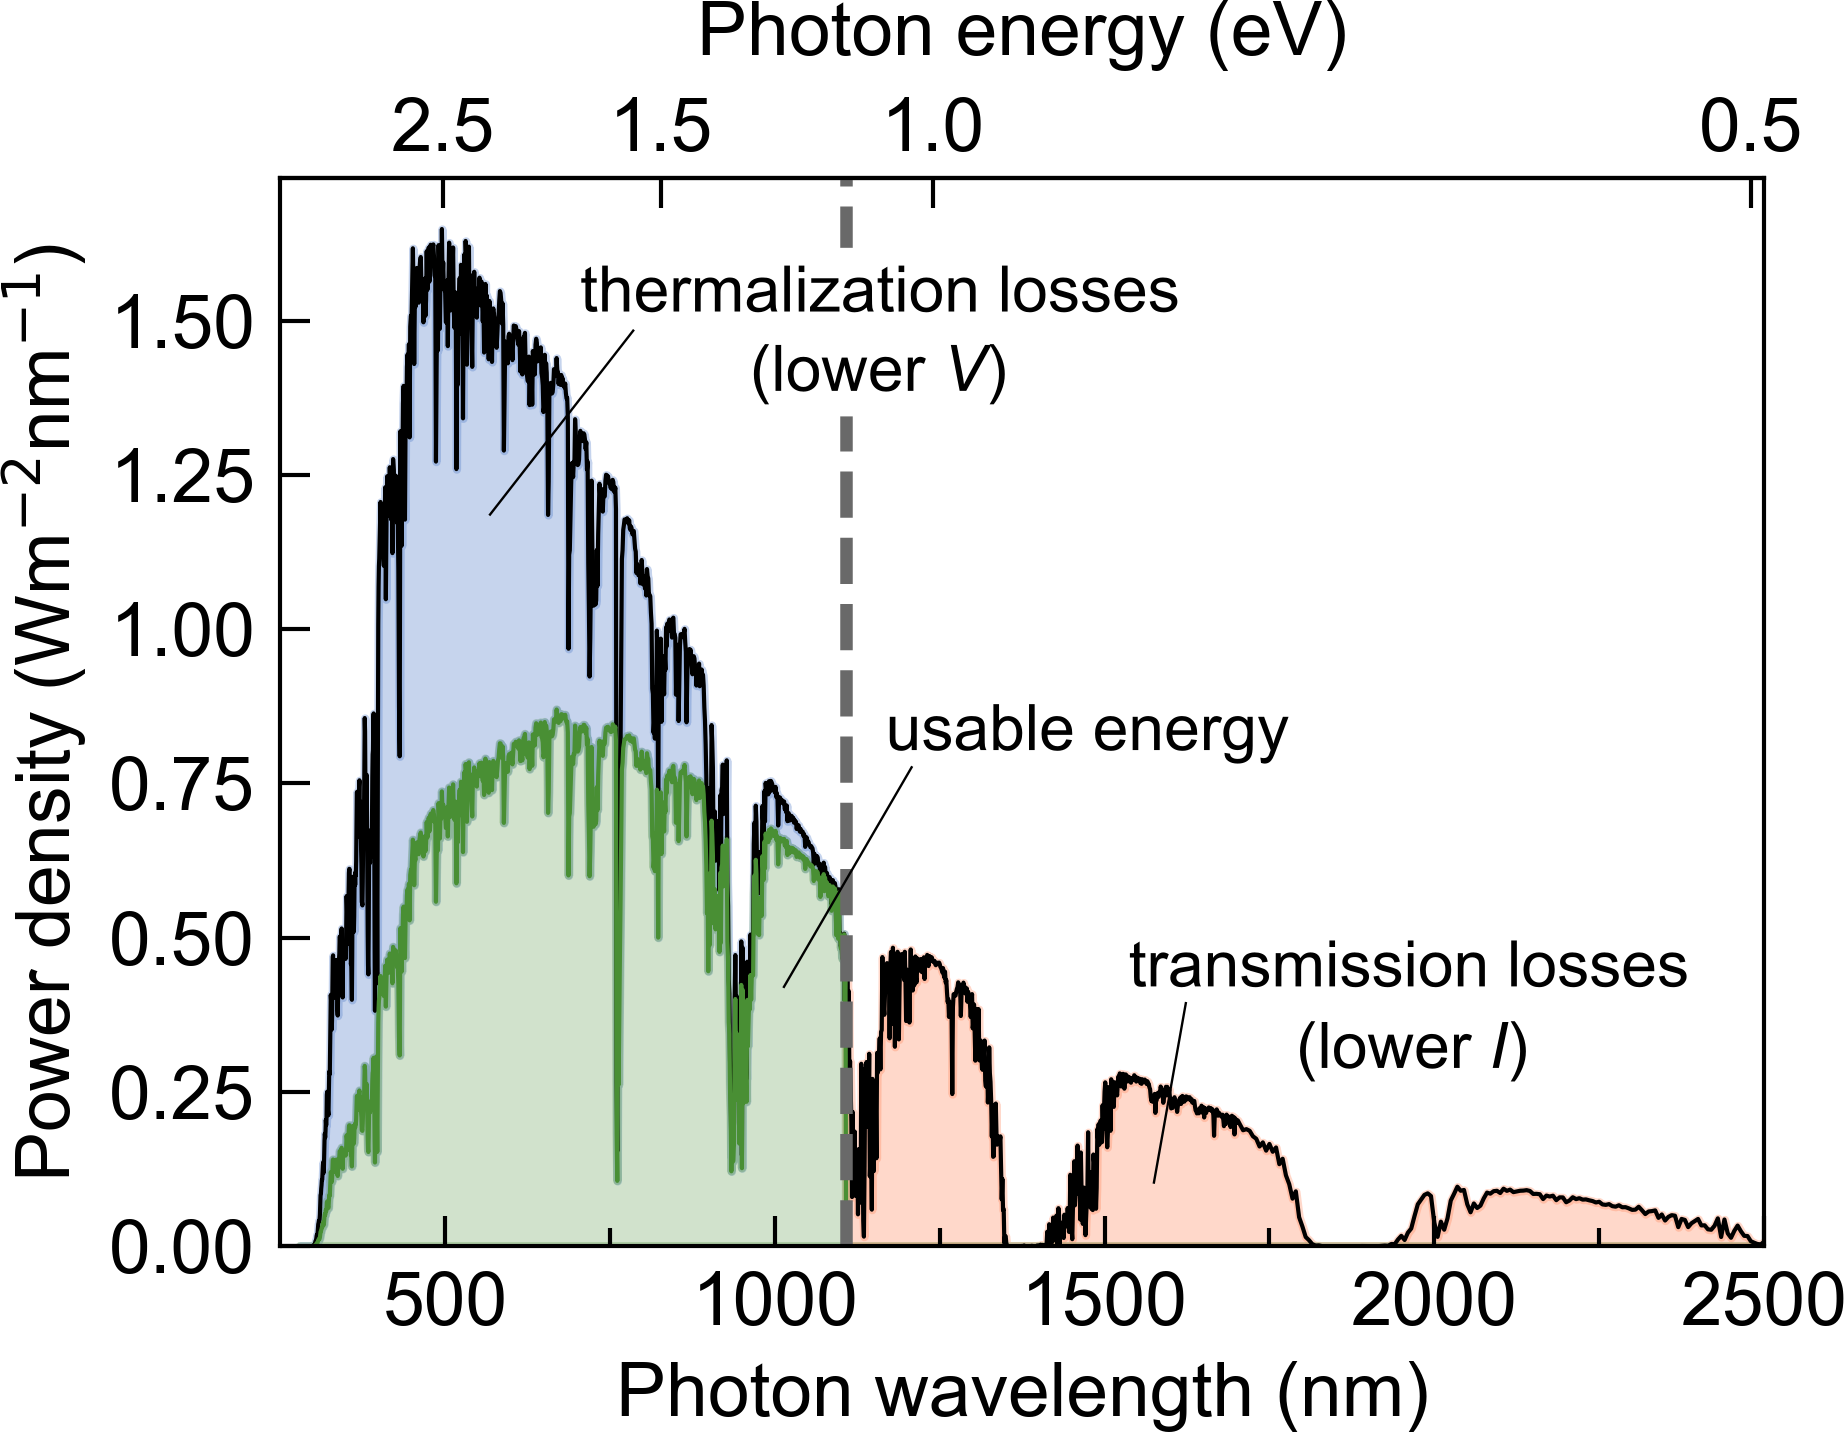 Photon energy (eV)
2.5 1.5 1.0 0.5
thermalization losses
(lower V)
usable energy
transmission losses
(lower I)
Power density (Wm⁻²nm⁻¹)
1.50
1.25
1.00
0.75
0.50
0.25
0.00
500 1000 1500 2000 2500
Photon wavelength (nm)